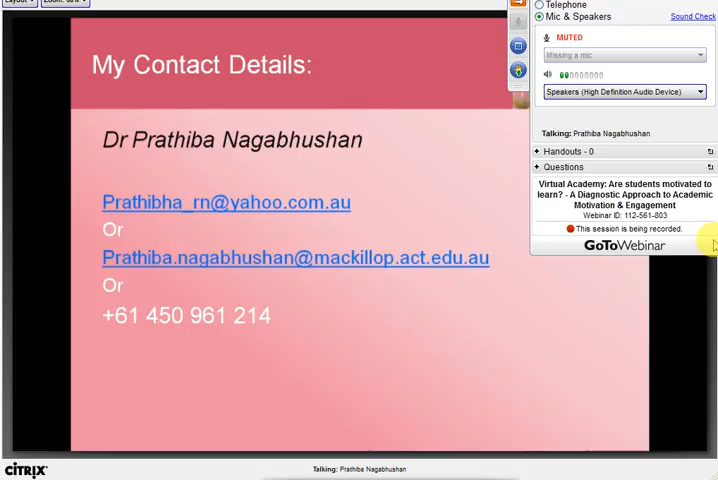 My Contact Details:
Dr Prathiba Nagabhushan
Prathibha_rn@yahoo.com.au
Or
Prathiba.nagabhushan@mackillop.act.edu.au
Or
+61 450 961 214
Telephone
Mic & Speakers
Sound Check
MUTED
Missing a mic
Speakers (High Definition Audio Device)
Talking: Prathiba Nagabhushan
Handouts - 0
Questions
Virtual Academy: Are students motivated to
learn? - A Diagnostic Approach to Academic
Motivation & Engagement
Webinar ID: 112-561-803
This session is being recorded.
GoToWebinar
CITRIX
Talking: Prathiba Nagabhushan